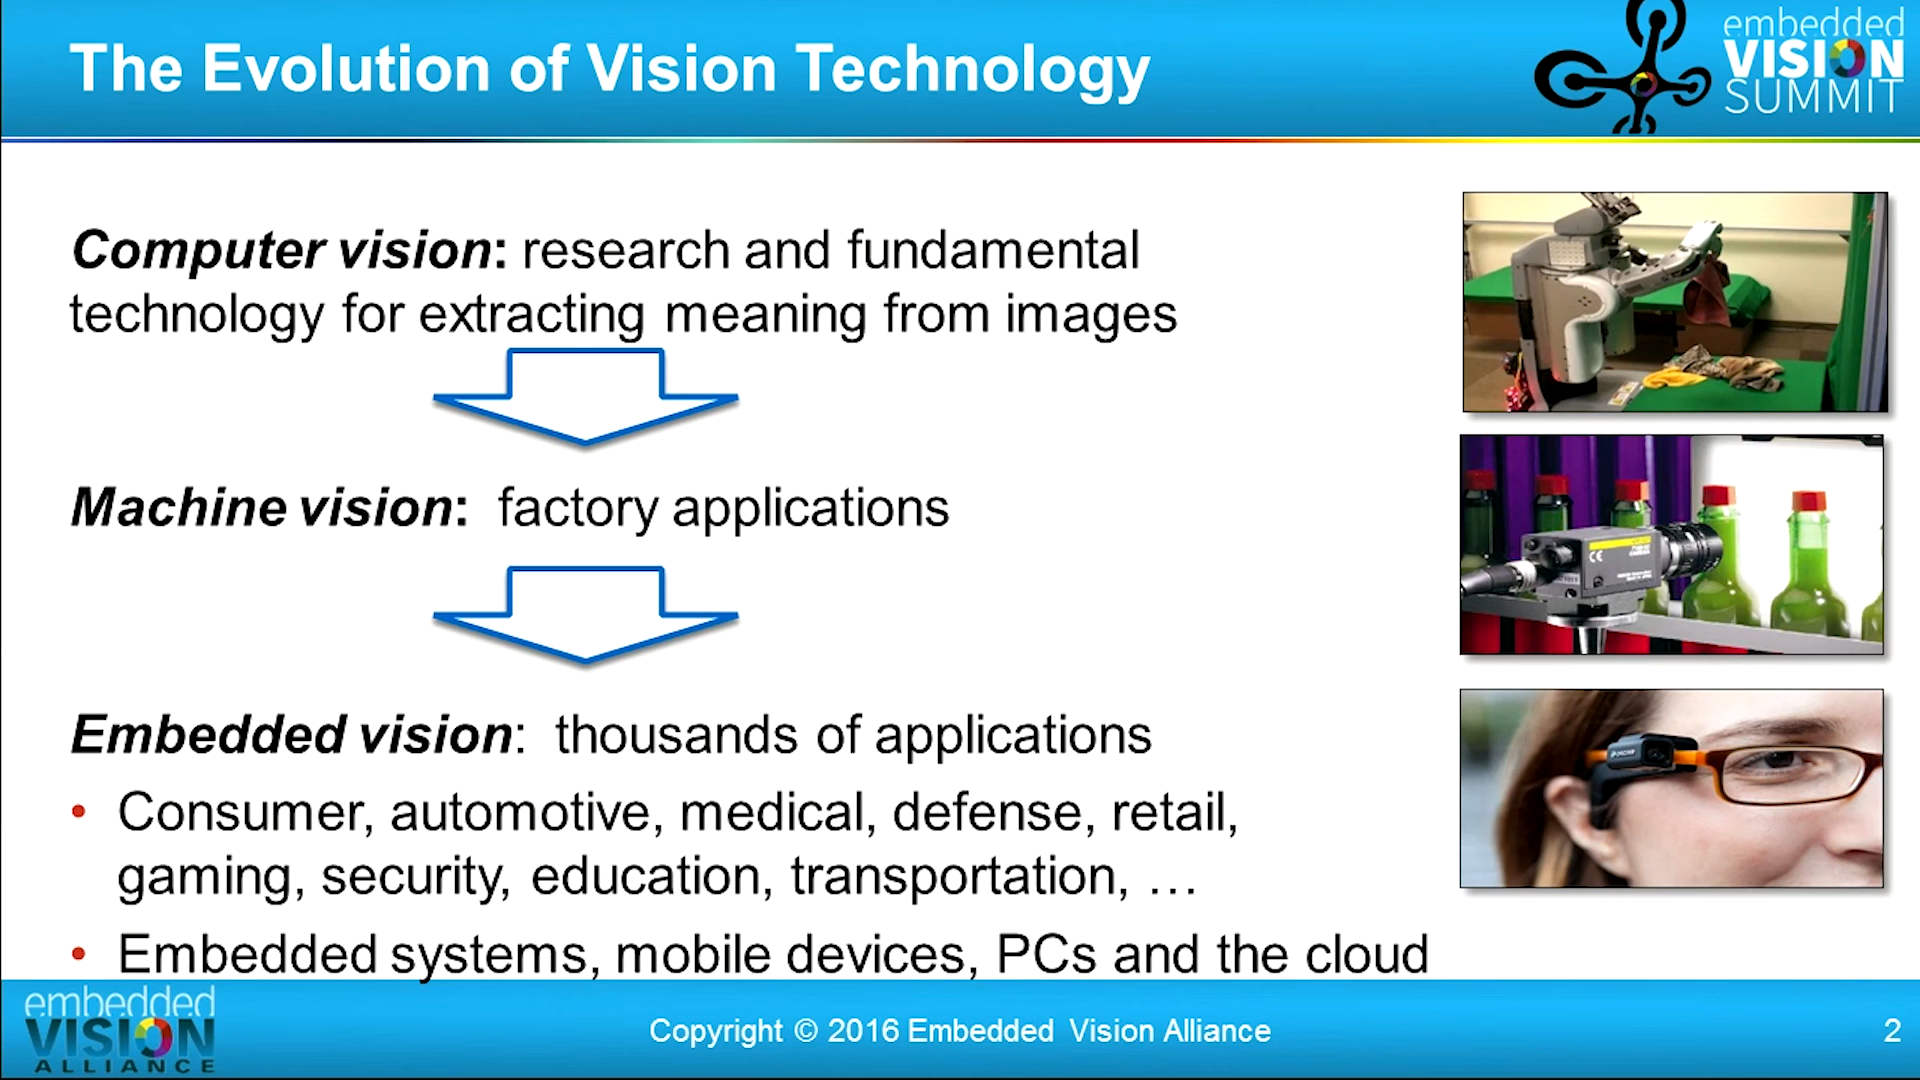 The Evolution of Vision Technology
embedded
VISION
SUMMIT
Computer vision: research and fundamental
technology for extracting meaning from images
Machine vision:  factory applications
CE
Embedded vision:  thousands of applications
• Consumer, automotive, medical, defense, retail,
gaming, security, education, transportation, …
• Embedded systems, mobile devices, PCs and the cloud
embedded
VISION
ALLIANCE
Copyright © 2016 Embedded Vision Alliance
2